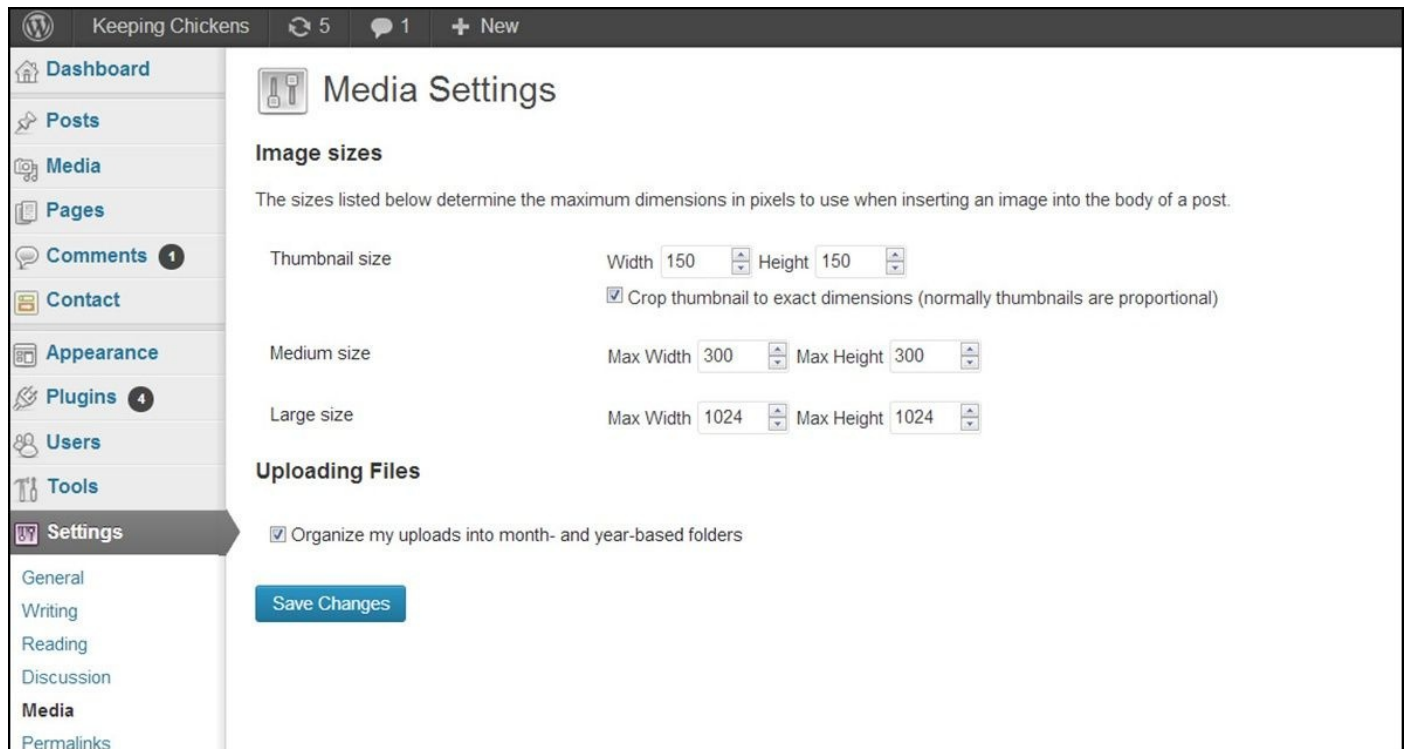 Keeping Chickens 5 1 New
Dashboard
Posts
Media
Pages
Comments 1
Contact
Appearance
Plugins 4
Users
Tools
Settings
General
Writing
Reading
Discussion
Media
Permalinks
Media Settings
Image sizes
The sizes listed below determine the maximum dimensions in pixels to use when inserting an image into the body of a post.
Thumbnail size Width 150 Height 150
Crop thumbnail to exact dimensions (normally thumbnails are proportional)
Medium size Max Width 300 Max Height 300
Large size Max Width 1024 Max Height 1024
Uploading Files
Organize my uploads into month- and year-based folders
Save Changes